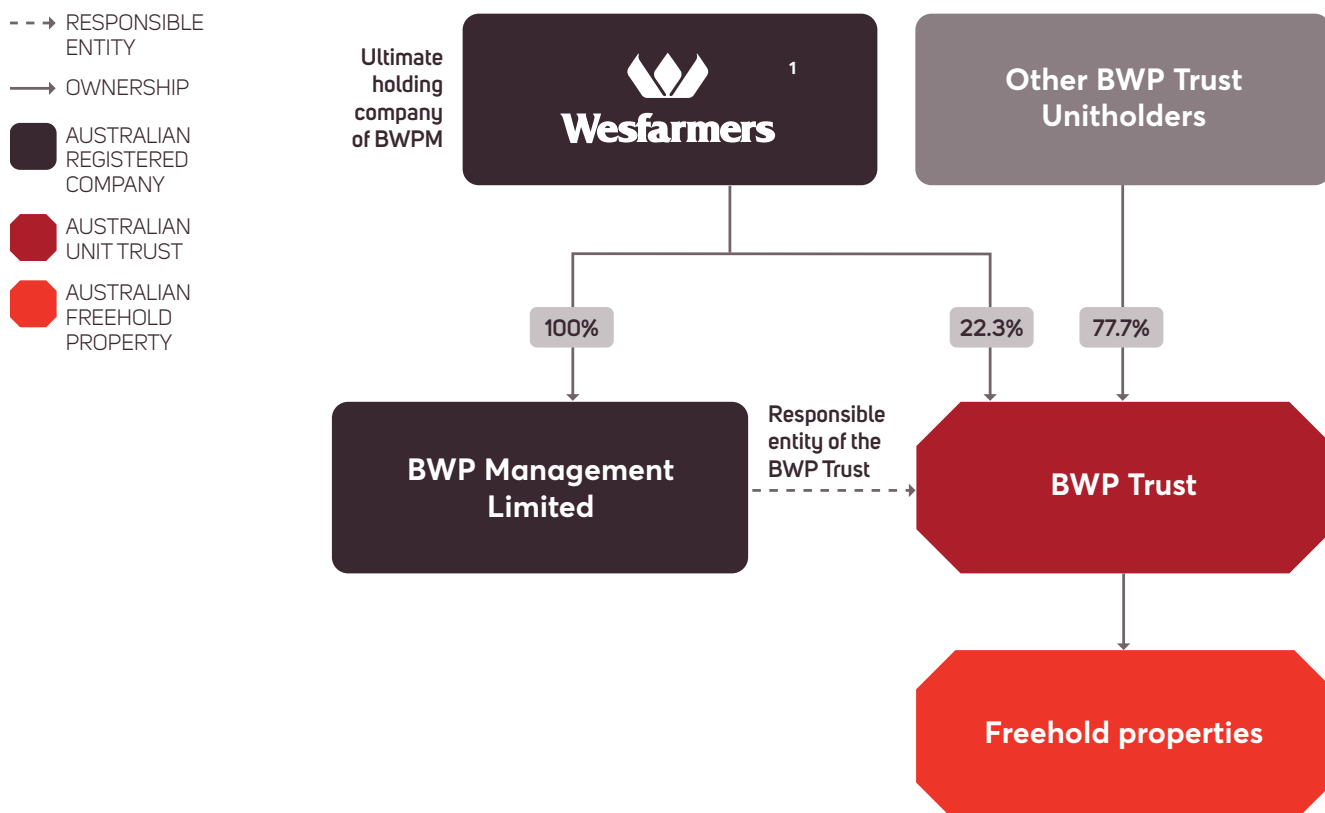 RESPONSIBLE
ENTITY
OWNERSHIP
AUSTRALIAN
REGISTERED
COMPANY
AUSTRALIAN
UNIT TRUST
AUSTRALIAN
FREEHOLD
PROPERTY
Ultimate
holding
company
of BWPM
1
Wesfarmers
Other BWP Trust
Unitholders
100%
22.3%
77.7%
BWP Management
Limited
Responsible
entity of the
BWP Trust
BWP Trust
Freehold properties